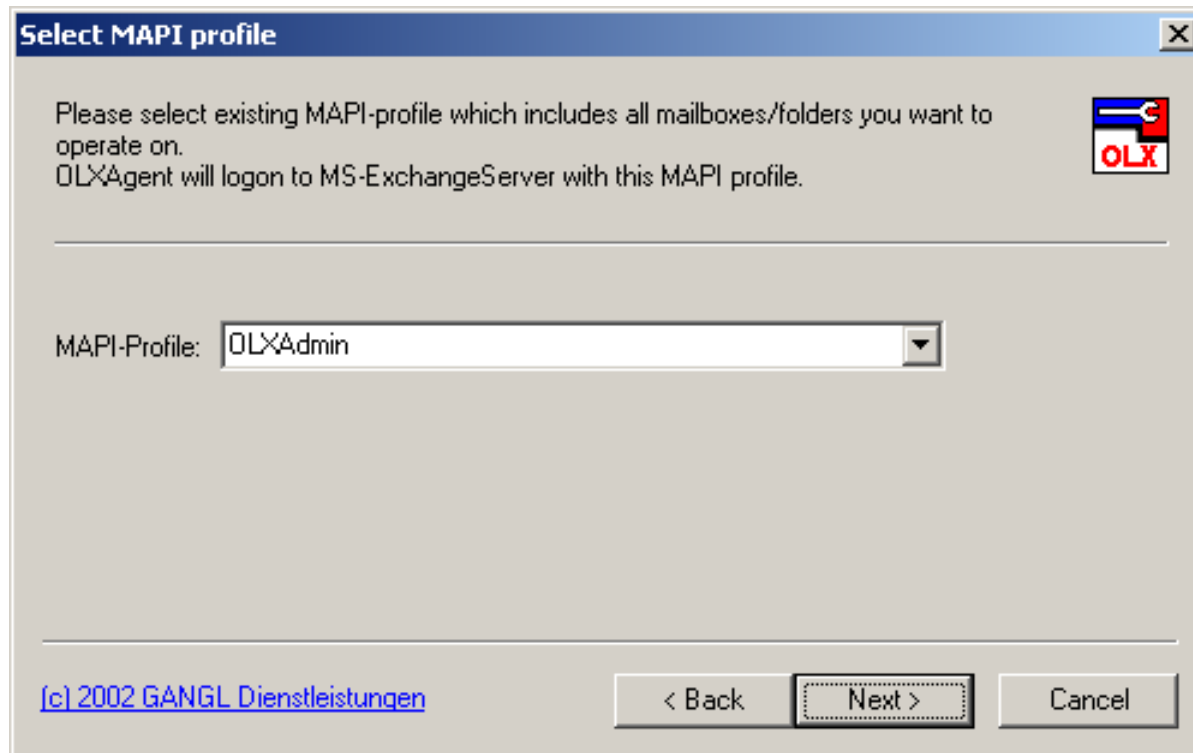 Select MAPI profile
Please select existing MAPI-profile which includes all mailboxes/folders you want to
operate on.
OLXAgent will logon to MS-ExchangeServer with this MAPI profile.
OLX
MAPI-Profile: OLXAdmin
(c) 2002 GANGL Dienstleistungen
< Back Next > Cancel